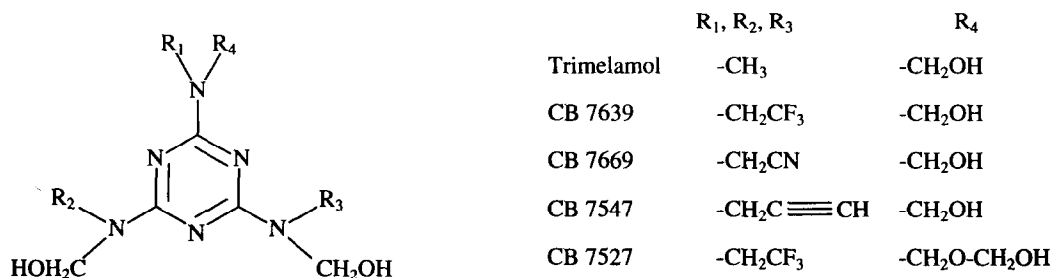 R₁ R₄
N
N N
R₂ N N N R₃
HOH₂C CH₂OH
R₁, R₂, R₃ R₄
Trimelamol -CH₃ -CH₂OH
CB 7639 -CH₂CF₃ -CH₂OH
CB 7669 -CH₂CN -CH₂OH
CB 7547 -CH₂C≡CH -CH₂OH
CB 7527 -CH₂CF₃ -CH₂O-CH₂OH